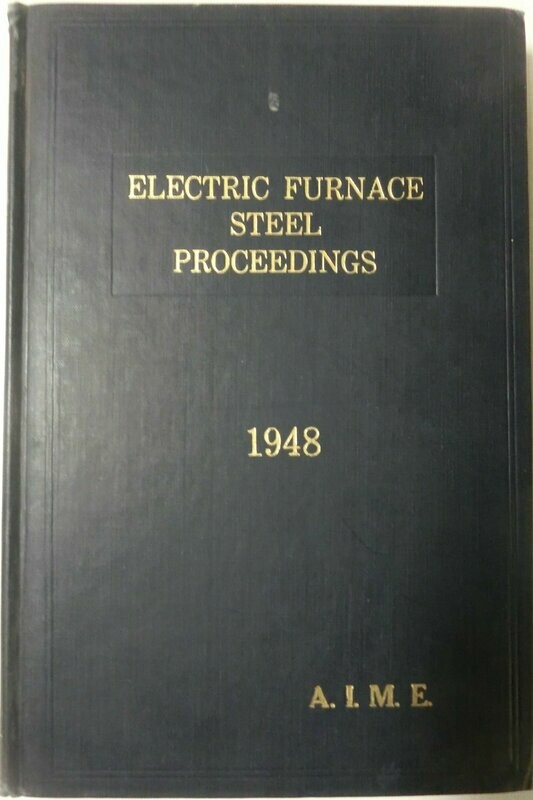 ELECTRIC FURNACE
STEEL
PROCEEDINGS
1948
A. I. M. E.